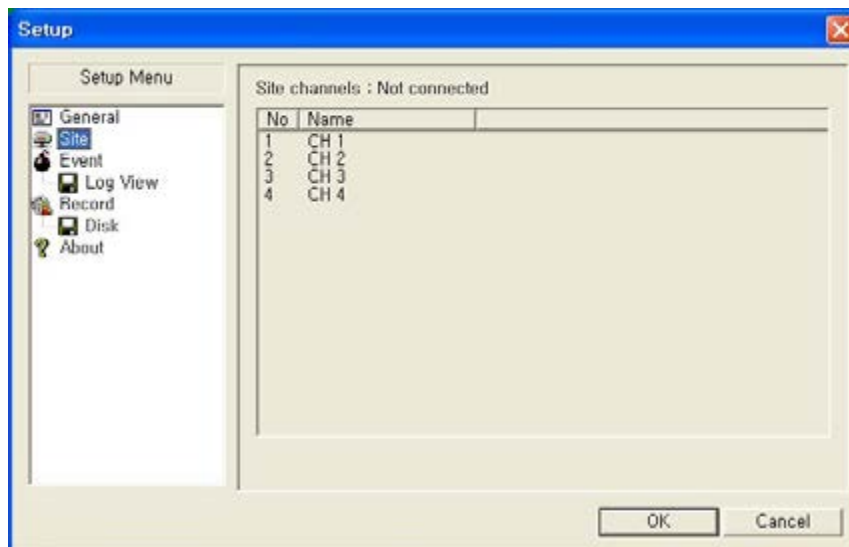 Setup
Setup Menu
General
Site
Event
Log View
Record
Disk
About
Site channels : Not connected
No Name
1 CH 1
2 CH 2
3 CH 3
4 CH 4
OK Cancel